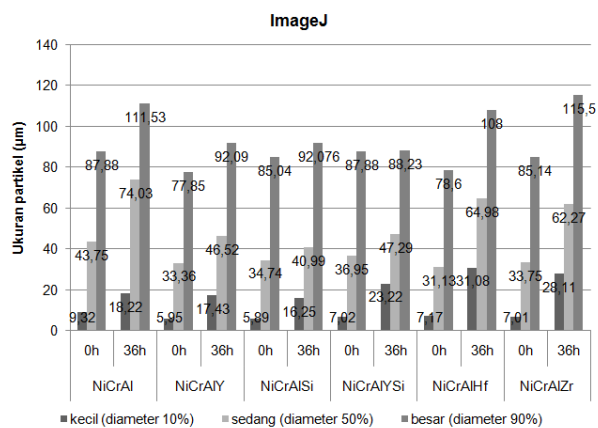 ImageJ
Ukuran partikel (µm)
140
120
100
80
60
40
20
0
9,32 43,75 87,88
18,22 74,03 111,53
5,95 33,36 77,85
17,43 46,52 92,09
5,89 34,74 85,04
16,25 40,99 92,076
7,02 36,95 87,88
23,22 47,29 88,23
7,17 31,13 78,6
31,08 64,98 108
7,01 33,75 85,14
28,11 62,27 115,5
0h 36h 0h 36h 0h 36h 0h 36h 0h 36h 0h 36h
NiCrAl NiCrAlY NiCrAlSi NiCrAlYSi NiCrAlHf NiCrAlZr
kecil (diameter 10%) sedang (diameter 50%) besar (diameter 90%)